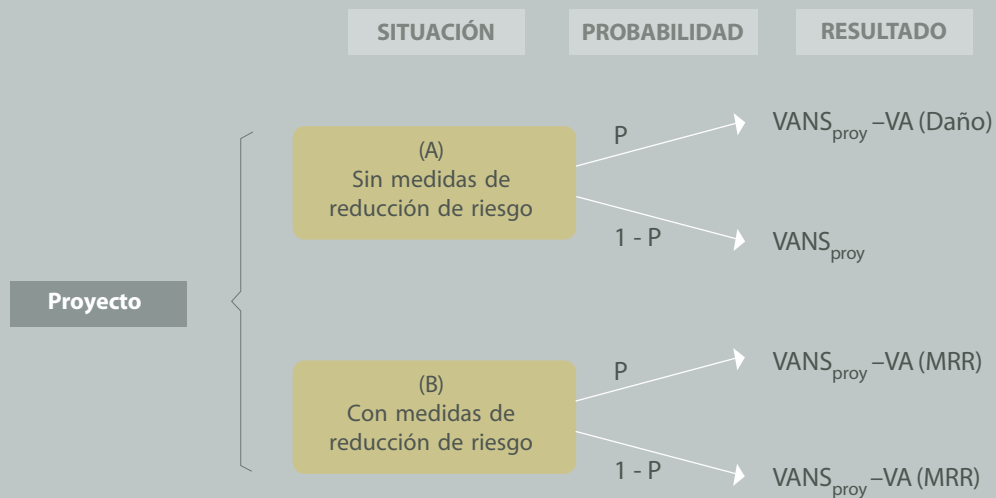 SITUACIÓN
PROBABILIDAD
RESULTADO
Proyecto
(A)
Sin medidas de
reducción de riesgo
P
VANSproy –VA (Daño)
1 - P
VANSproy
(B)
Con medidas de
reducción de riesgo
P
VANSproy –VA (MRR)
1 - P
VANSproy –VA (MRR)